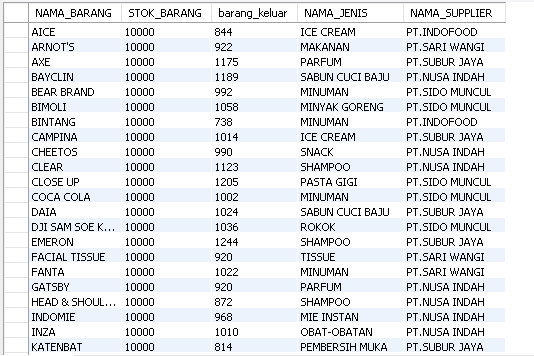 NAMA_BARANG STOK_BARANG barang_keluar NAMA_JENIS NAMA_SUPPLIER
AICE 10000 844 ICE CREAM PT.INDOFOOD
ARNOT'S 10000 922 MAKANAN PT.SARI WANGI
AXE 10000 1175 PARFUM PT.SUBUR JAYA
BAYCLIN 10000 1189 SABUN CUCI BAJU PT.NUSA INDAH
BEAR BRAND 10000 992 MINUMAN PT.SIDO MUNCUL
BIMOLI 10000 1058 MINYAK GORENG PT.SIDO MUNCUL
BINTANG 10000 738 MINUMAN PT.INDOFOOD
CAMPINA 10000 1014 ICE CREAM PT.SUBUR JAYA
CHEETOS 10000 990 SNACK PT.NUSA INDAH
CLEAR 10000 1123 SHAMPOO PT.NUSA INDAH
CLOSE UP 10000 1205 PASTA GIGI PT.SIDO MUNCUL
COCA COLA 10000 1002 MINUMAN PT.SIDO MUNCUL
DAIA 10000 1024 SABUN CUCI BAJU PT.SUBUR JAYA
DJI SAM SOE K... 10000 1036 ROKOK PT.SIDO MUNCUL
EMERON 10000 1244 SHAMPOO PT.SUBUR JAYA
FACIAL TISSUE 10000 920 TISSUE PT.SARI WANGI
FANTA 10000 1022 MINUMAN PT.SARI WANGI
GATSBY 10000 920 PARFUM PT.NUSA INDAH
HEAD & SHOUL... 10000 872 SHAMPOO PT.NUSA INDAH
INDOMIE 10000 968 MIE INSTAN PT.NUSA INDAH
INZA 10000 1010 OBAT-OBATAN PT.NUSA INDAH
KATENBAT 10000 814 PEMBERSIH MUKA PT.SUBUR JAYA